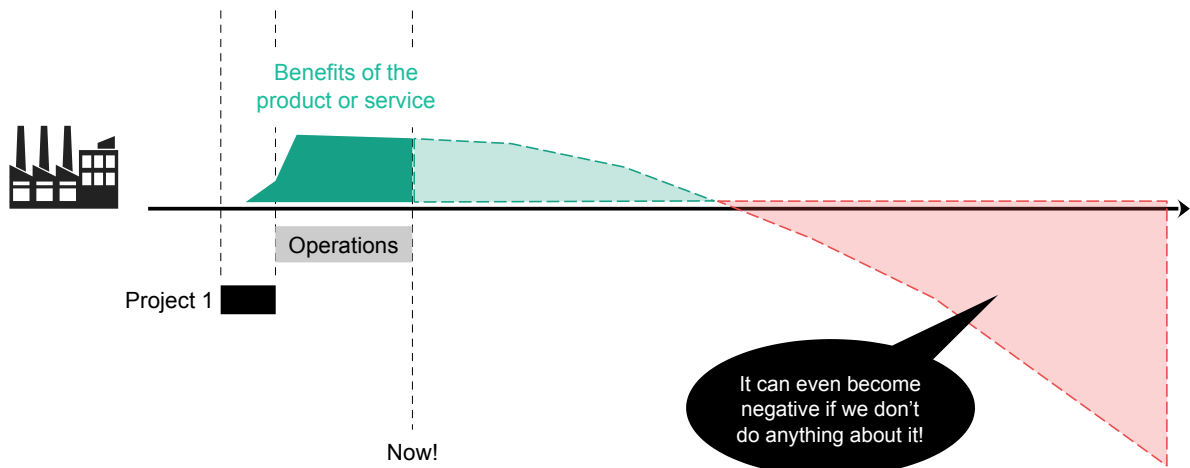 Benefits of the
product or service
Operations
Project 1
It can even become
negative if we don’t
do anything about it!
Now!